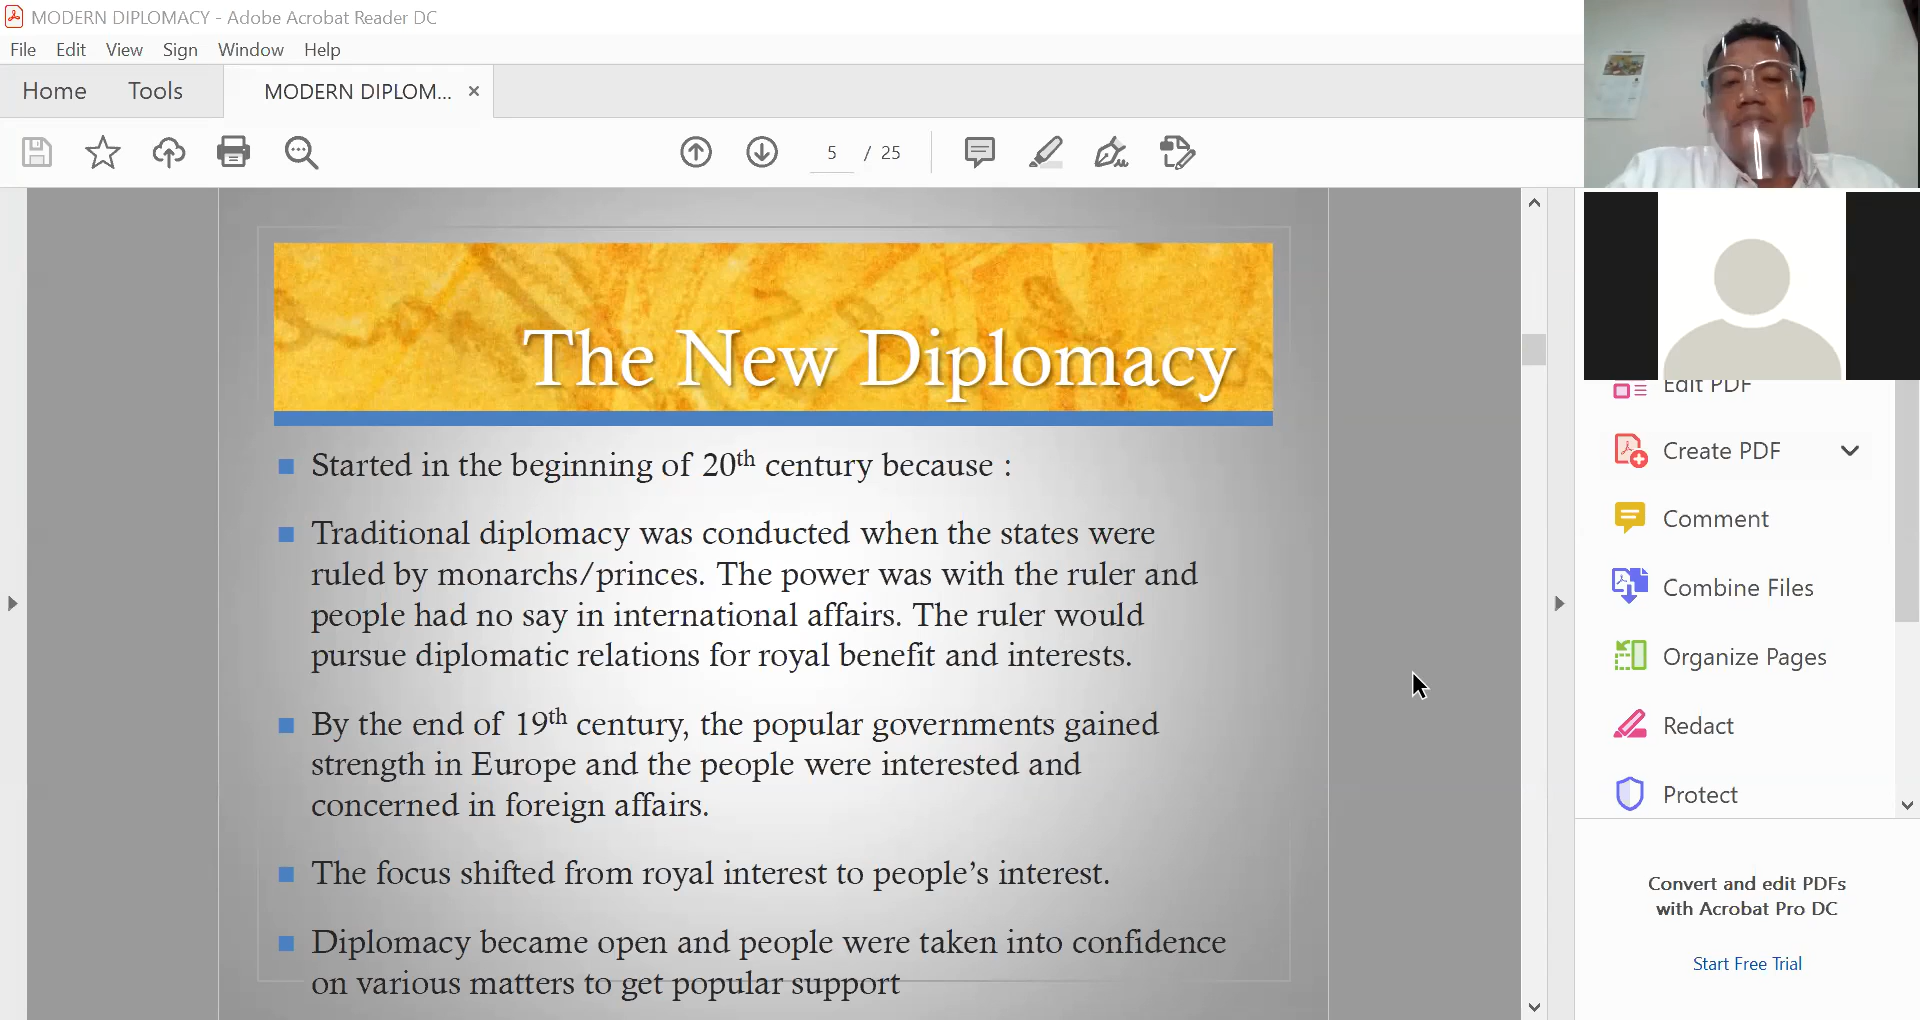 MODERN DIPLOMACY - Adobe Acrobat Reader DC
File Edit View Sign Window Help
Home Tools MODERN DIPLOM... ×
5 / 25
The New Diplomacy
Started in the beginning of 20th century because :
Traditional diplomacy was conducted when the states were
ruled by monarchs/princes. The power was with the ruler and
people had no say in international affairs. The ruler would
pursue diplomatic relations for royal benefit and interests.
By the end of 19th century, the popular governments gained
strength in Europe and the people were interested and
concerned in foreign affairs.
The focus shifted from royal interest to people’s interest.
Diplomacy became open and people were taken into confidence
on various matters to get popular support
Edit PDF
Create PDF
Comment
Combine Files
Organize Pages
Redact
Protect
Convert and edit PDFs
with Acrobat Pro DC
Start Free Trial